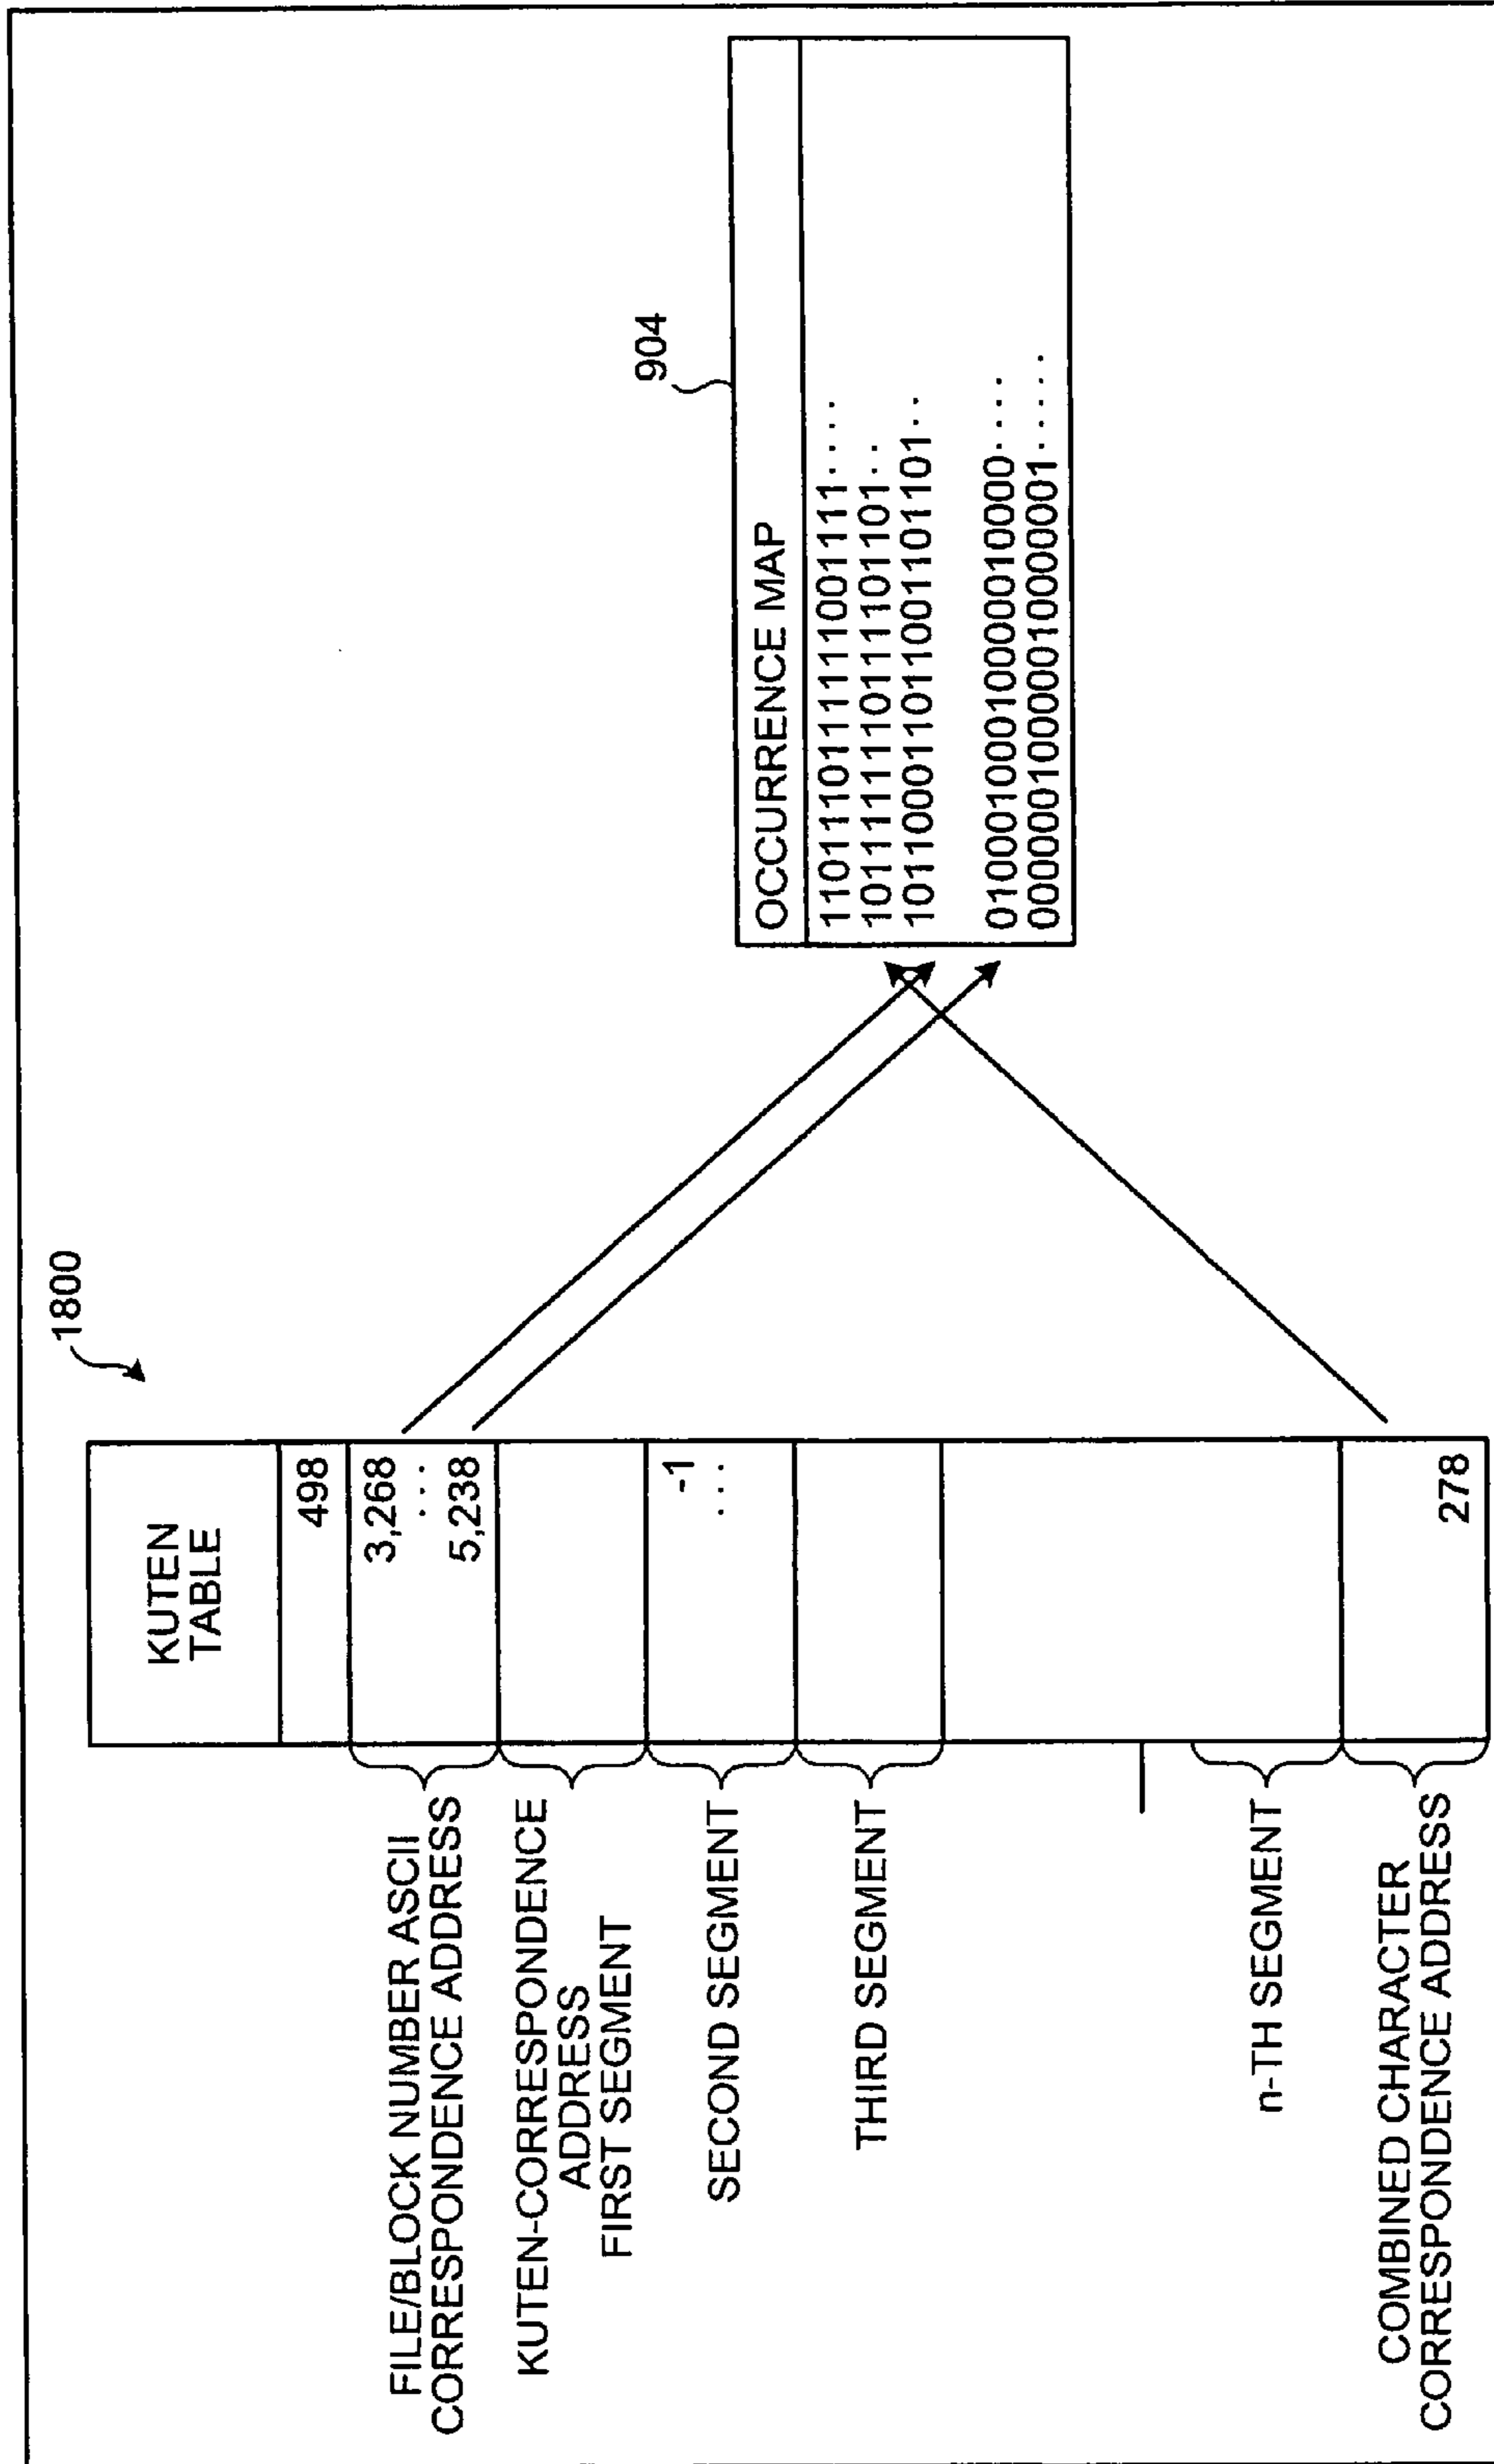 1800
KUTEN
TABLE
498
FILE/BLOCK NUMBER ASCII
CORRESPONDENCE ADDRESS
3,268
...
5,238
KUTEN-CORRESPONDENCE
ADDRESS
FIRST SEGMENT
SECOND SEGMENT
-1
...
THIRD SEGMENT
n-TH SEGMENT
COMBINED CHARACTER
CORRESPONDENCE ADDRESS
278
904
OCCURRENCE MAP
11011101111111001111....
10111111101111101101..
101100011011001101101..
01000100010000010000....
00000010000010000001.....